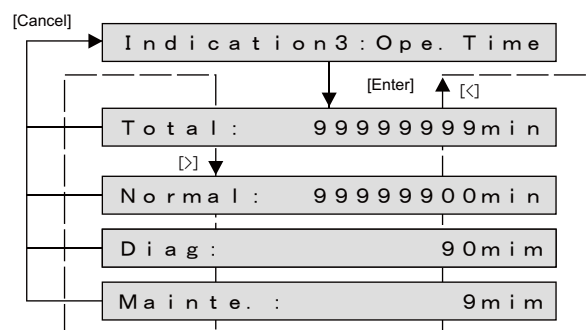 [Cancel]
Indication3:Ope. Time
[Enter]
[<]
Total: 99999999min
[>]
Normal: 99999900min
Diag: 90mim
Mainte. : 9mim